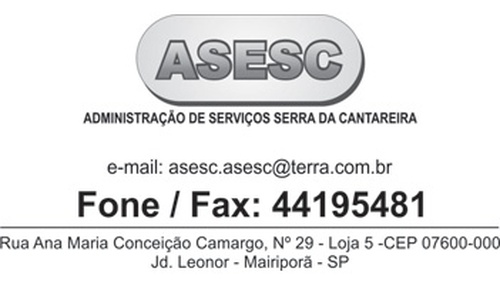 ASESC
ADMINISTRAÇÃO DE SERVIÇOS SERRA DA CANTAREIRA
e-mail: asesc.asesc@terra.com.br
Fone / Fax: 44195481
Rua Ana Maria Conceição Camargo, Nº 29 - Loja 5 -CEP 07600-000
Jd. Leonor - Mairiporã - SP